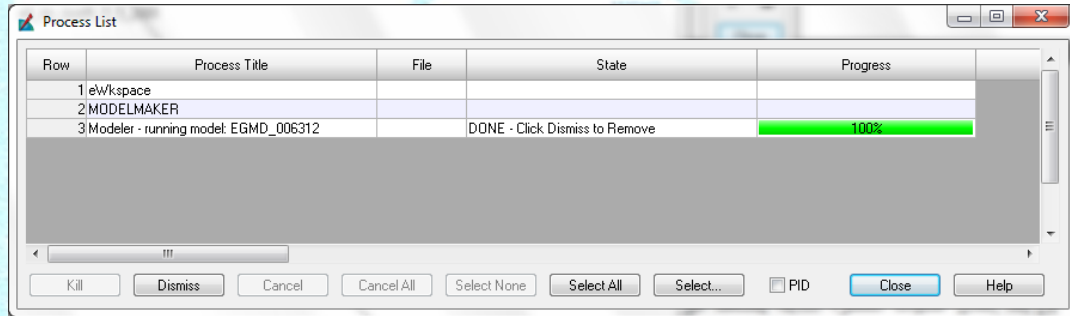 Process List
Row Process Title File State Progress
1 eWkspace
2 MODELMAKER
3 Modeler - running model: EGMD_006312 DONE - Click Dismiss to Remove 100%
Kill Dismiss Cancel Cancel All Select None Select All Select... PID Close Help